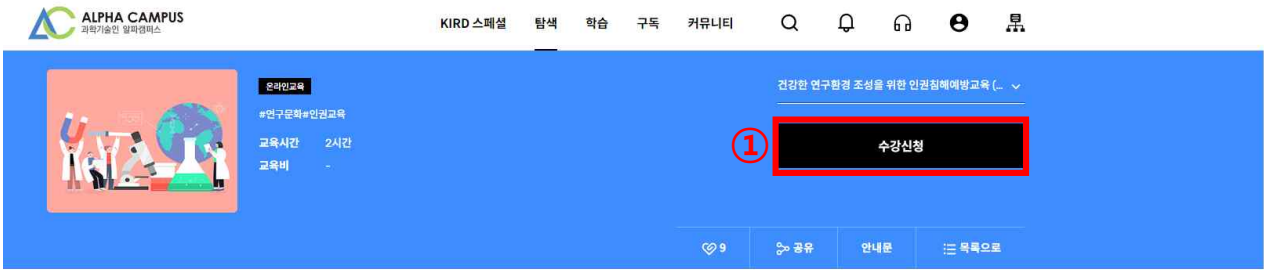 ALPHA CAMPUS
과학기술인 알파캠퍼스
KIRD 스페셜 탐색 학습 구독 커뮤니티
온라인교육
#연구문화#인권교육
교육시간 2시간
교육비 -
건강한 연구환경 조성을 위한 인권침해예방교육 (...
① 수강신청
9 공유 안내문 목록으로